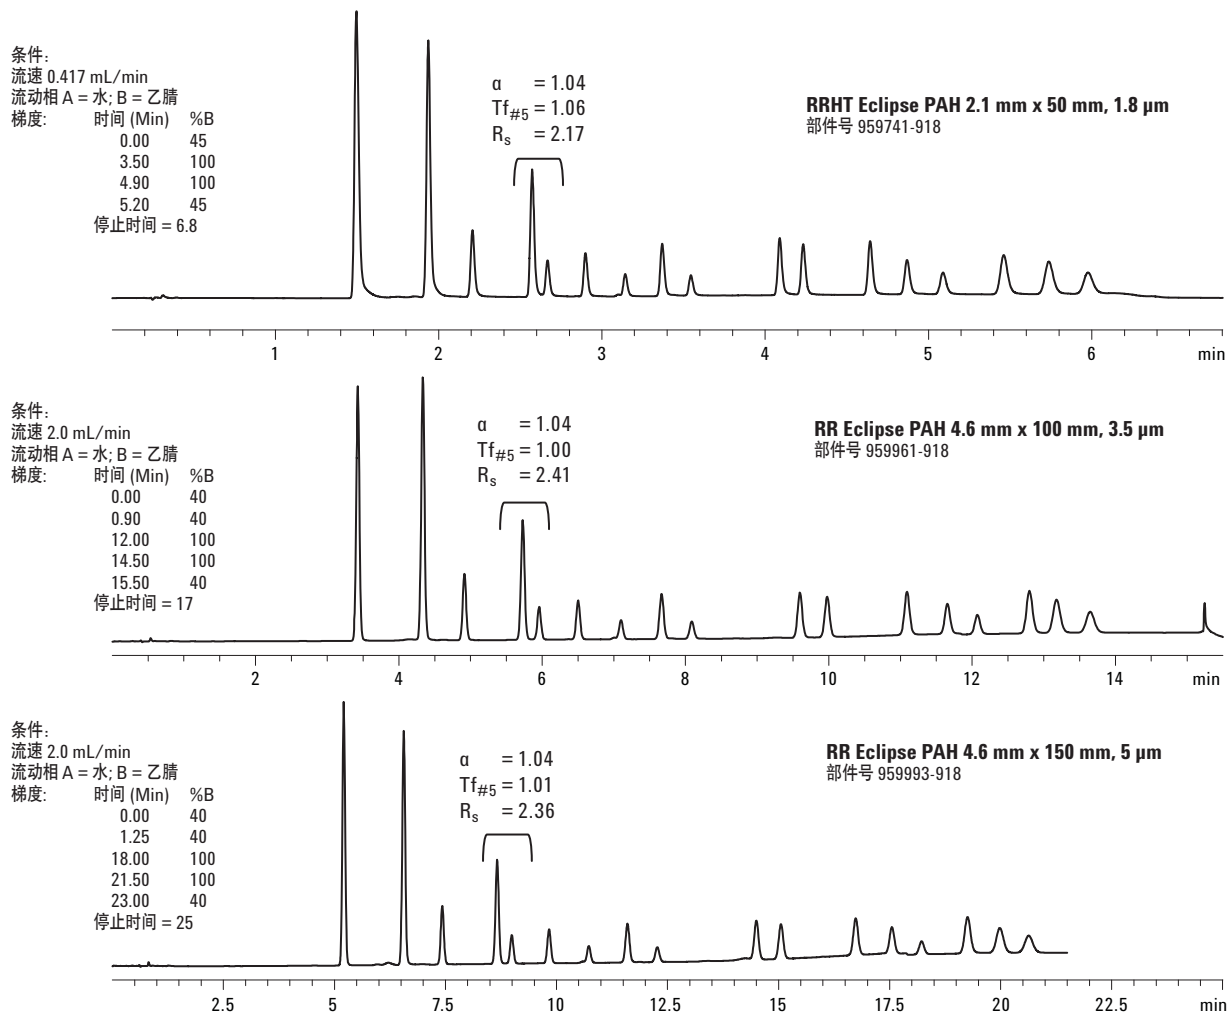 条件:
流速 0.417 mL/min
流动相 A = 水; B = 乙腈
梯度: 时间 (Min) %B
0.00 45
3.50 100
4.90 100
5.20 45
停止时间 = 6.8
α = 1.04
Tf#5 = 1.06
Rs = 2.17
RRHT Eclipse PAH 2.1 mm x 50 mm, 1.8 µm
部件号 959741-918
1 2 3 4 5 6 min
条件:
流速 2.0 mL/min
流动相 A = 水; B = 乙腈
梯度: 时间 (Min) %B
0.00 40
0.90 40
12.00 100
14.50 100
15.50 40
停止时间 = 17
α = 1.04
Tf#5 = 1.00
Rs = 2.41
RR Eclipse PAH 4.6 mm x 100 mm, 3.5 µm
部件号 959961-918
2 4 6 8 10 12 14 min
条件:
流速 2.0 mL/min
流动相 A = 水; B = 乙腈
梯度: 时间 (Min) %B
0.00 40
1.25 40
18.00 100
21.50 100
23.00 40
停止时间 = 25
α = 1.04
Tf#5 = 1.01
Rs = 2.36
RR Eclipse PAH 4.6 mm x 150 mm, 5 µm
部件号 959993-918
2.5 5 7.5 10 12.5 15 17.5 20 22.5 min